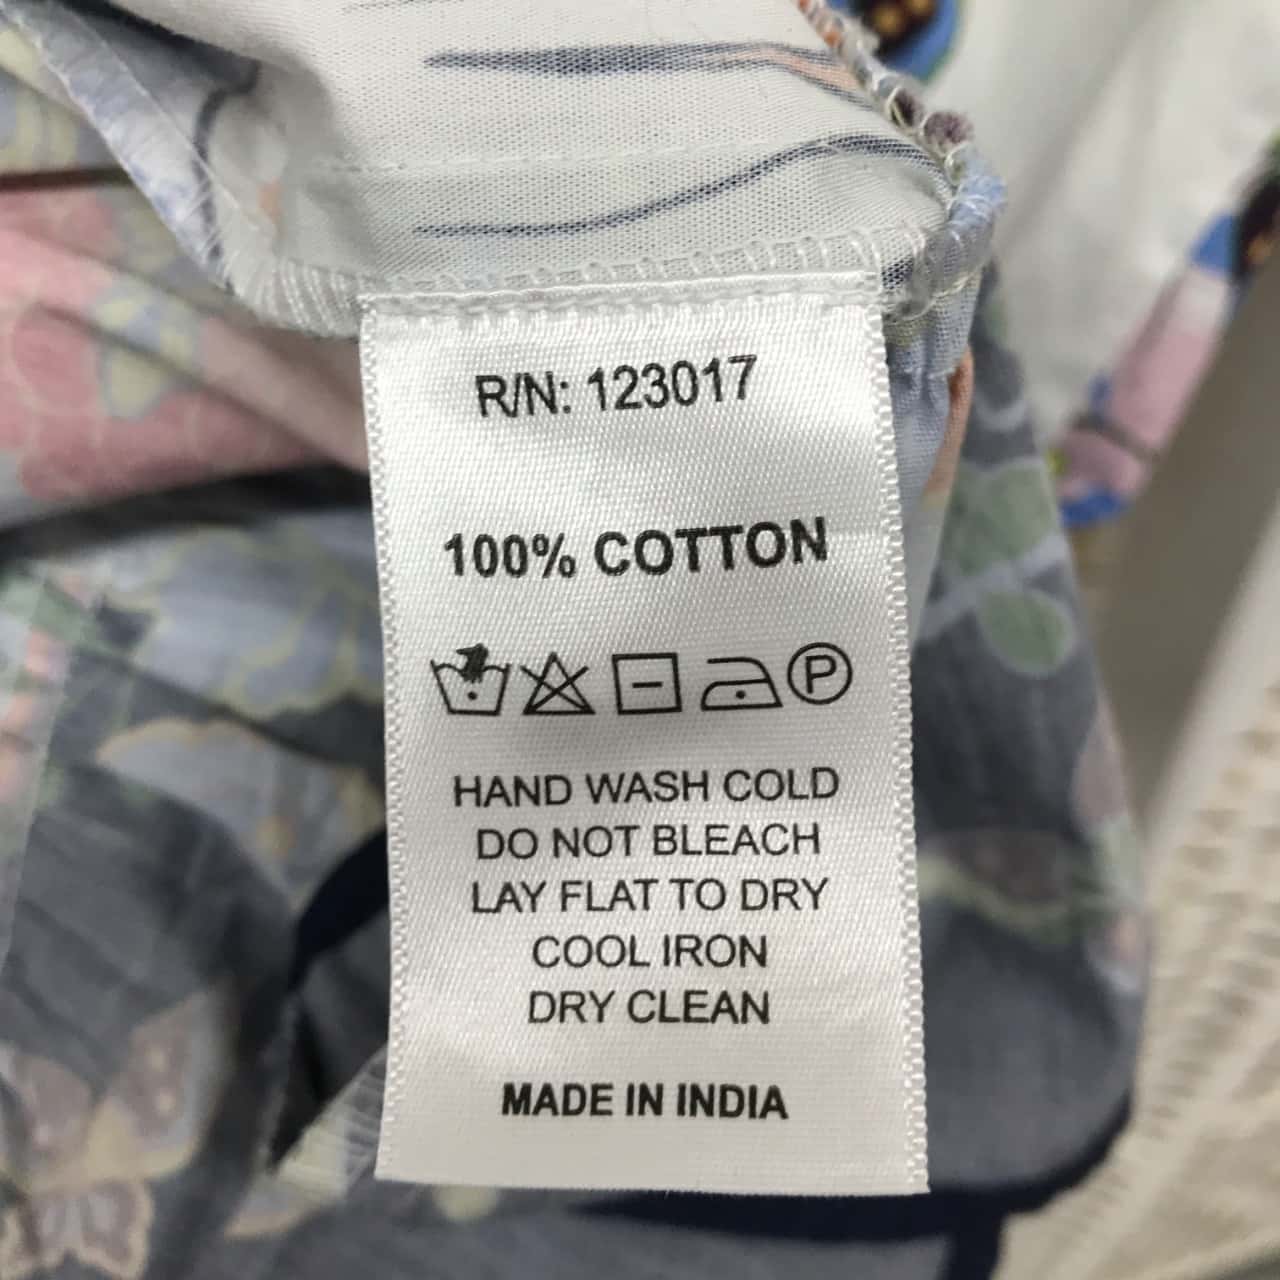 R/N: 123017
100% COTTON
P
HAND WASH COLD
DO NOT BLEACH
LAY FLAT TO DRY
COOL IRON
DRY CLEAN
MADE IN INDIA